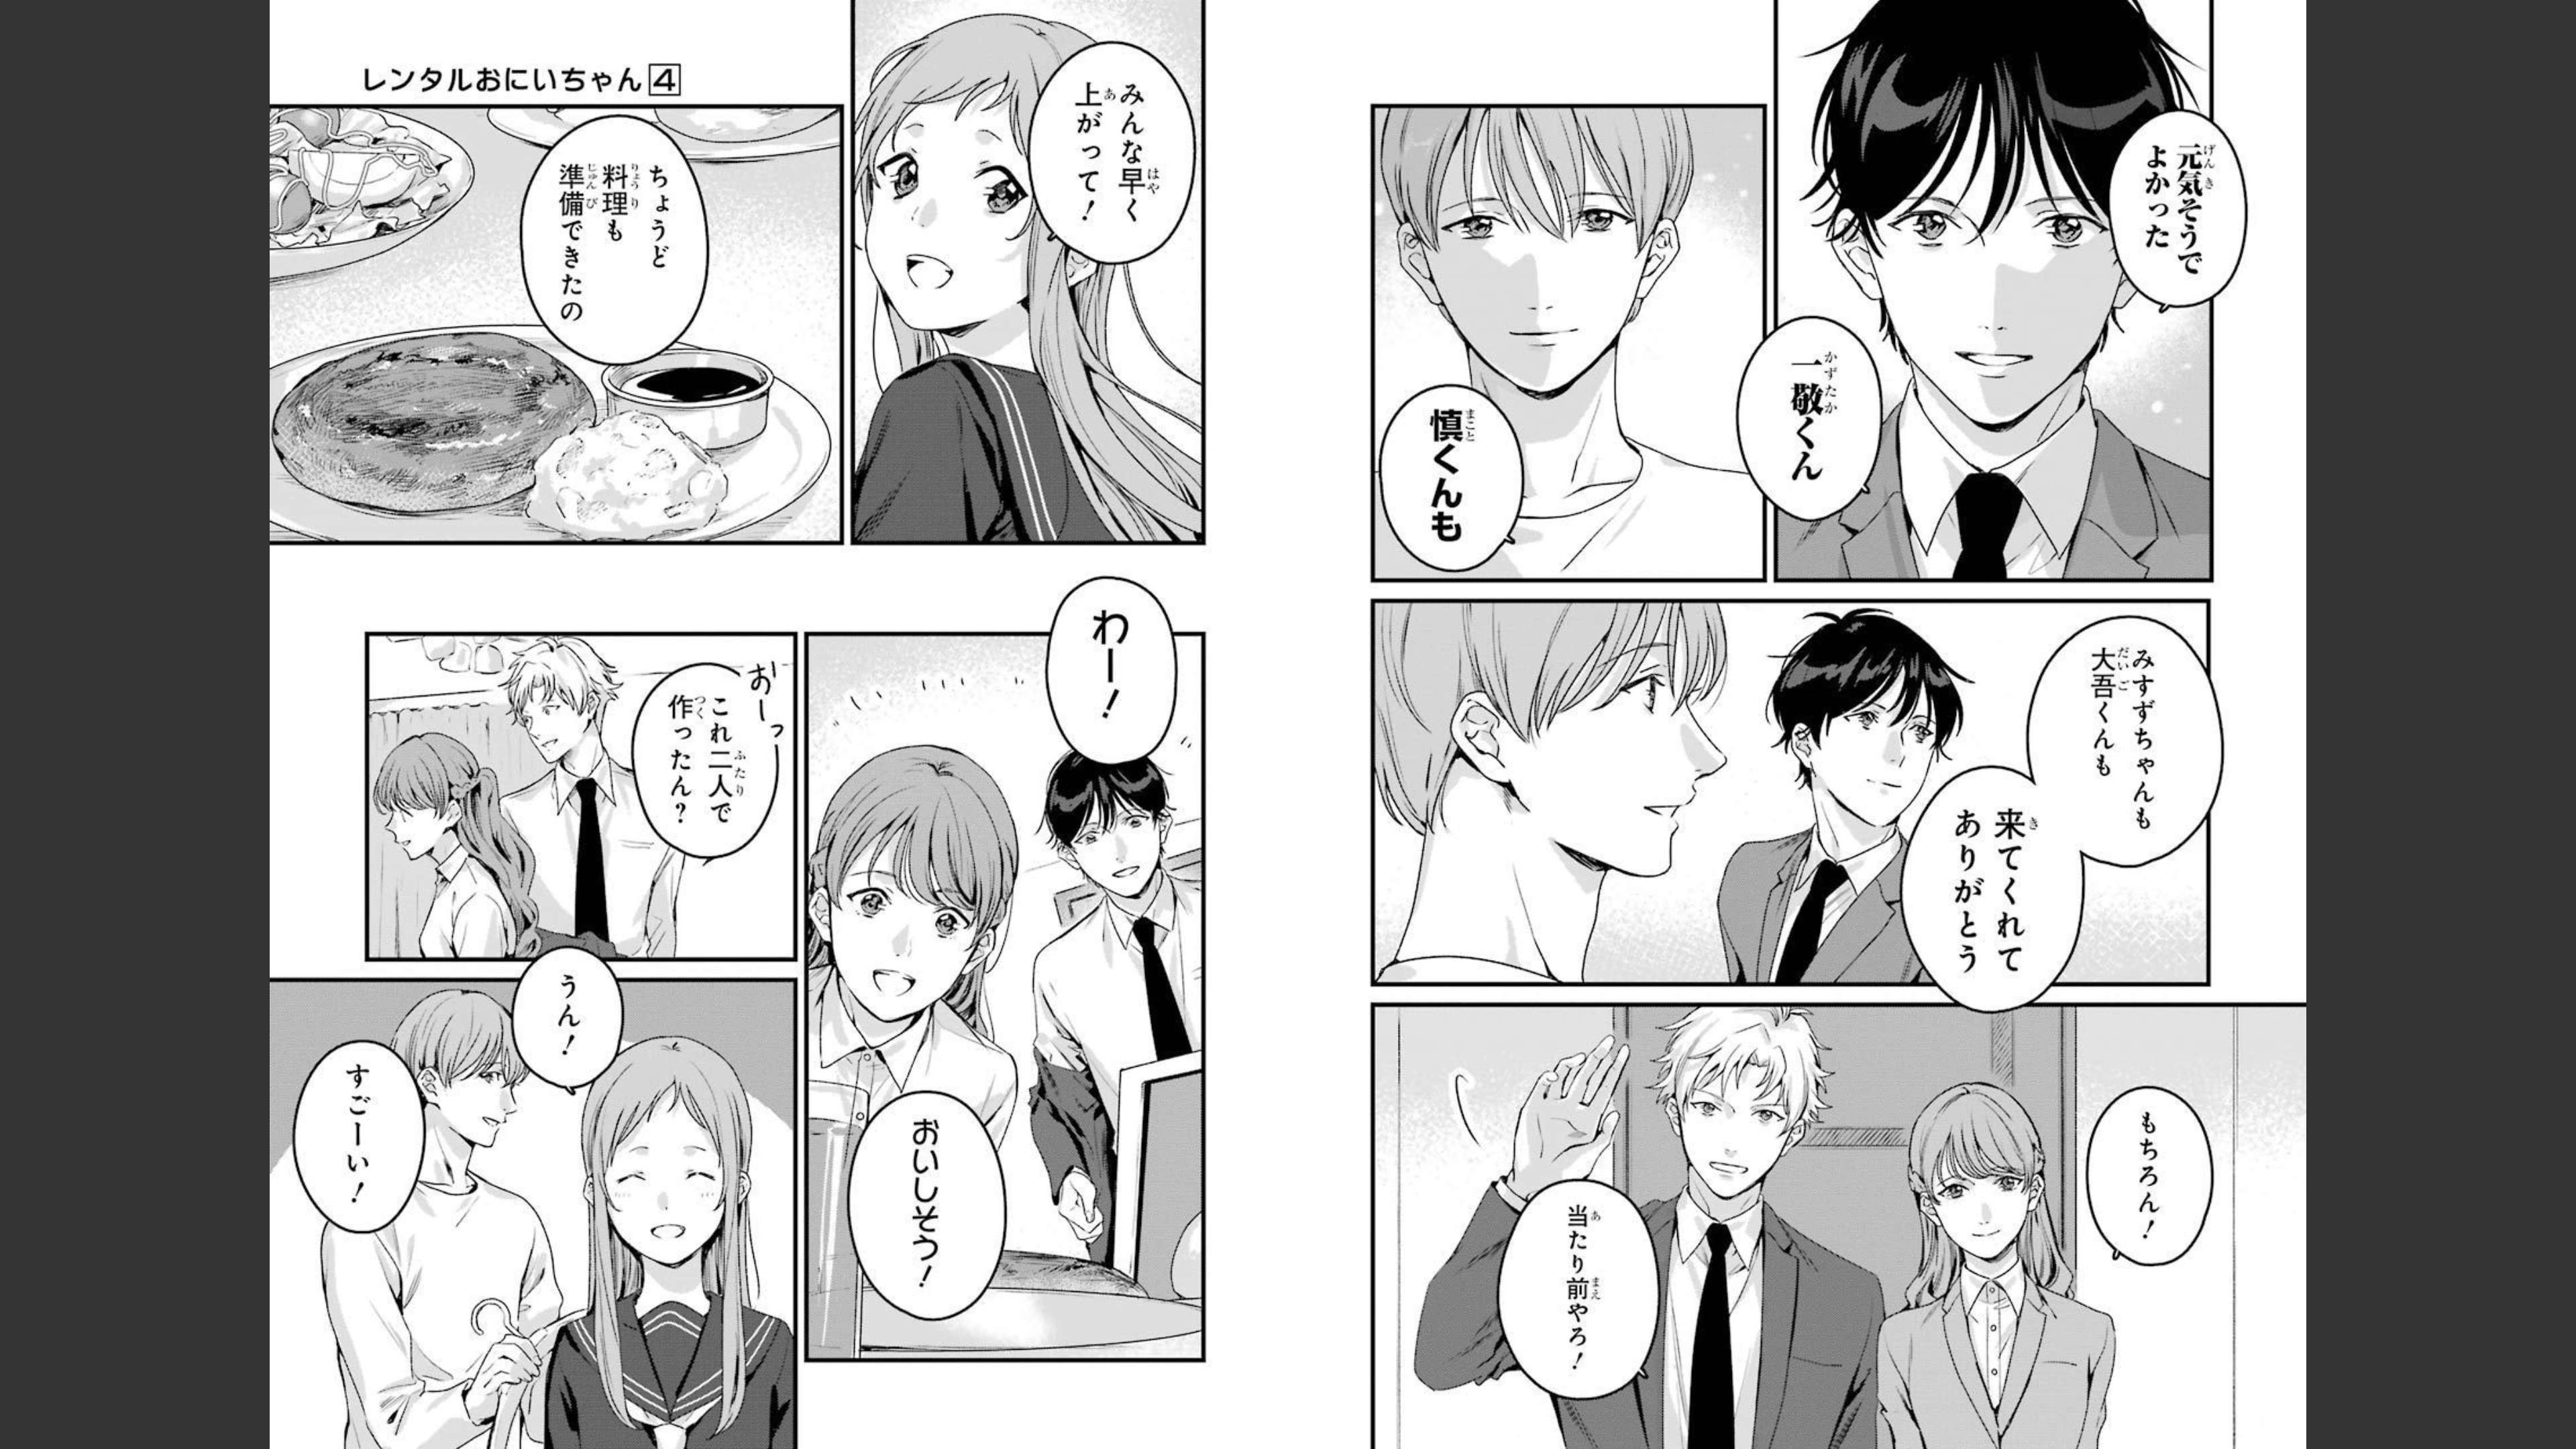 元気そうで
よかった
一敬くん
慎くんも
みすずちゃんも
大吾くんも
来てくれて
ありがとう
もちろん！
当たり前やろ！
レンタルおにいちゃん4
みんな早く
上がって！
ちょうど
料理も
準備できたの
わー！
おいしそう！
おーっ
これ二人で
作ったん？
うん！
すごーい！